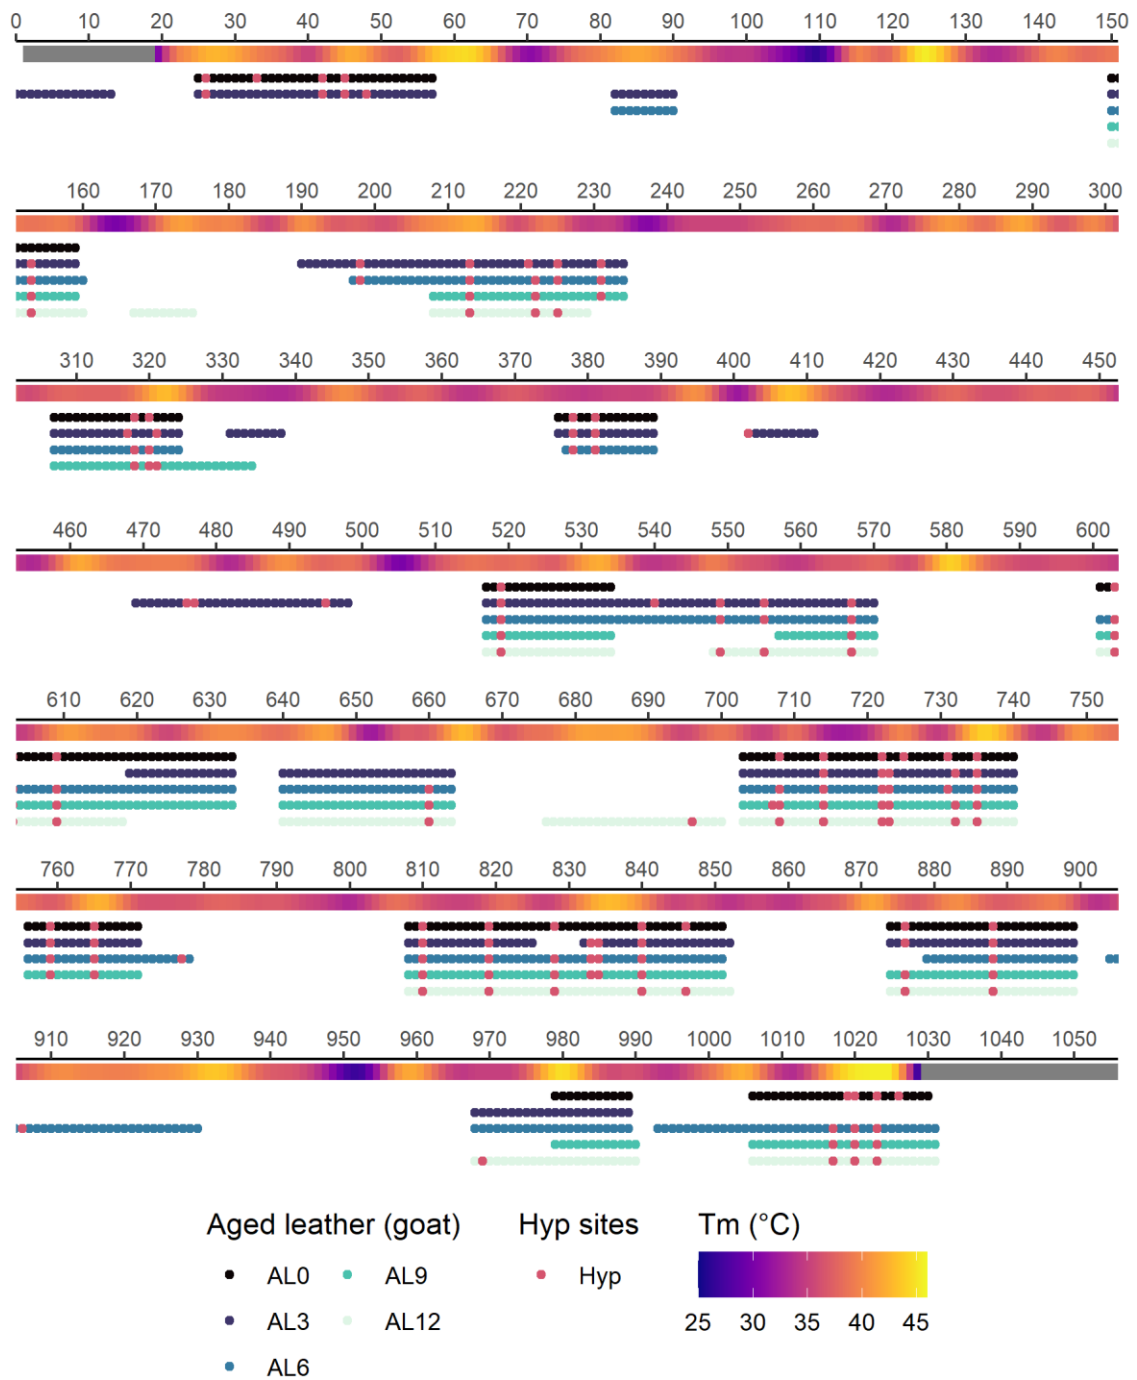 0 10 20 30 40 50 60 70 80 90 100 110 120 130 140 150
160 170 180 190 200 210 220 230 240 250 260 270 280 290 300
310 320 330 340 350 360 370 380 390 400 410 420 430 440 450
460 470 480 490 500 510 520 530 540 550 560 570 580 590 600
610 620 630 640 650 660 670 680 690 700 710 720 730 740 750
760 770 780 790 800 810 820 830 840 850 860 870 880 890 900
910 920 930 940 950 960 970 980 990 1000 1010 1020 1030 1040 1050
Aged leather (goat) Hyp sites Tm (°C)
AL0 AL9 Hyp
AL3 AL12 25 30 35 40 45
AL6